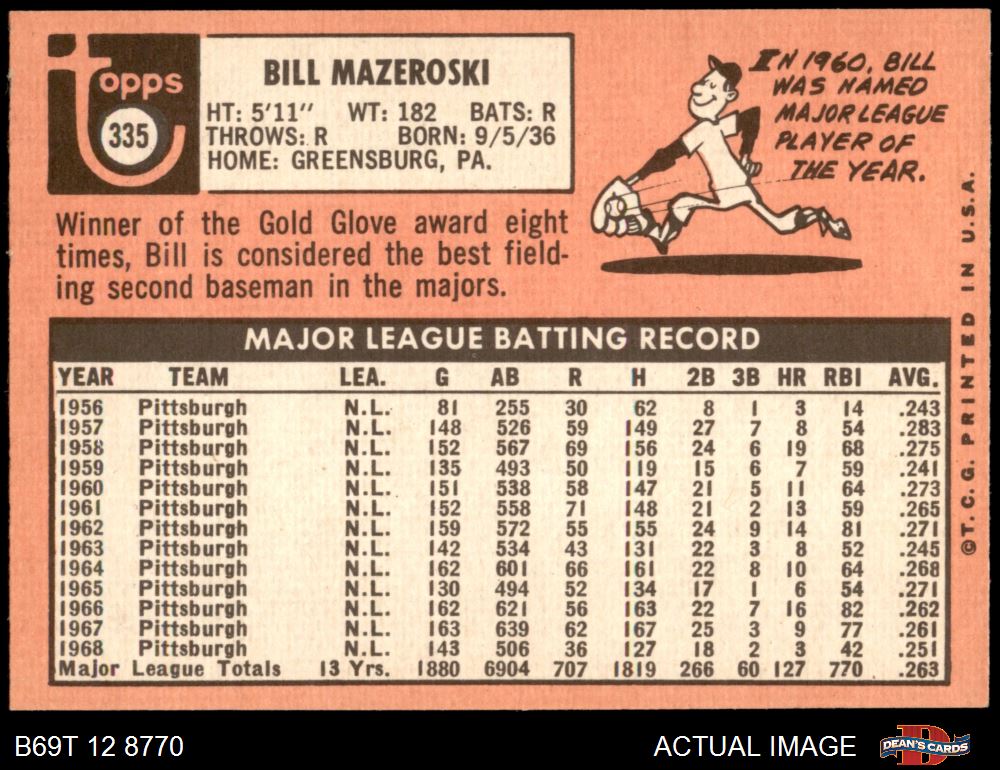 topps
335
BILL MAZEROSKI
HT: 5'11" WT: 182 BATS: R
THROWS: R BORN: 9/5/36
HOME: GREENSBURG, PA.
IN 1960, BILL
WAS NAMED
MAJOR LEAGUE
PLAYER OF
THE YEAR.
Winner of the Gold Glove award eight
times, Bill is considered the best field-
ing second baseman in the majors.
MAJOR LEAGUE BATTING RECORD
YEAR TEAM LEA. G AB R H 2B 3B HR RBI AVG.
1956 Pittsburgh N.L. 81 255 30 62 8 1 3 14 .243
1957 Pittsburgh N.L. 148 526 59 149 27 7 8 54 .283
1958 Pittsburgh N.L. 152 567 69 156 24 6 19 68 .275
1959 Pittsburgh N.L. 135 493 50 119 15 6 7 59 .241
1960 Pittsburgh N.L. 151 538 58 147 21 5 11 64 .273
1961 Pittsburgh N.L. 152 558 71 148 21 2 13 59 .265
1962 Pittsburgh N.L. 159 572 55 155 24 9 14 81 .271
1963 Pittsburgh N.L. 142 534 43 131 22 3 8 52 .245
1964 Pittsburgh N.L. 162 601 66 161 22 8 10 64 .268
1965 Pittsburgh N.L. 130 494 52 134 17 1 6 54 .271
1966 Pittsburgh N.L. 162 621 56 163 22 7 16 82 .262
1967 Pittsburgh N.L. 163 639 62 167 25 3 9 77 .261
1968 Pittsburgh N.L. 143 506 36 127 18 2 3 42 .251
Major League Totals 13 Yrs. 1880 6904 707 1819 266 60 127 770 .263
©T.C.G. PRINTED IN U.S.A.
B69T 12 8770
ACTUAL IMAGE
D
DEAN'S CARDS